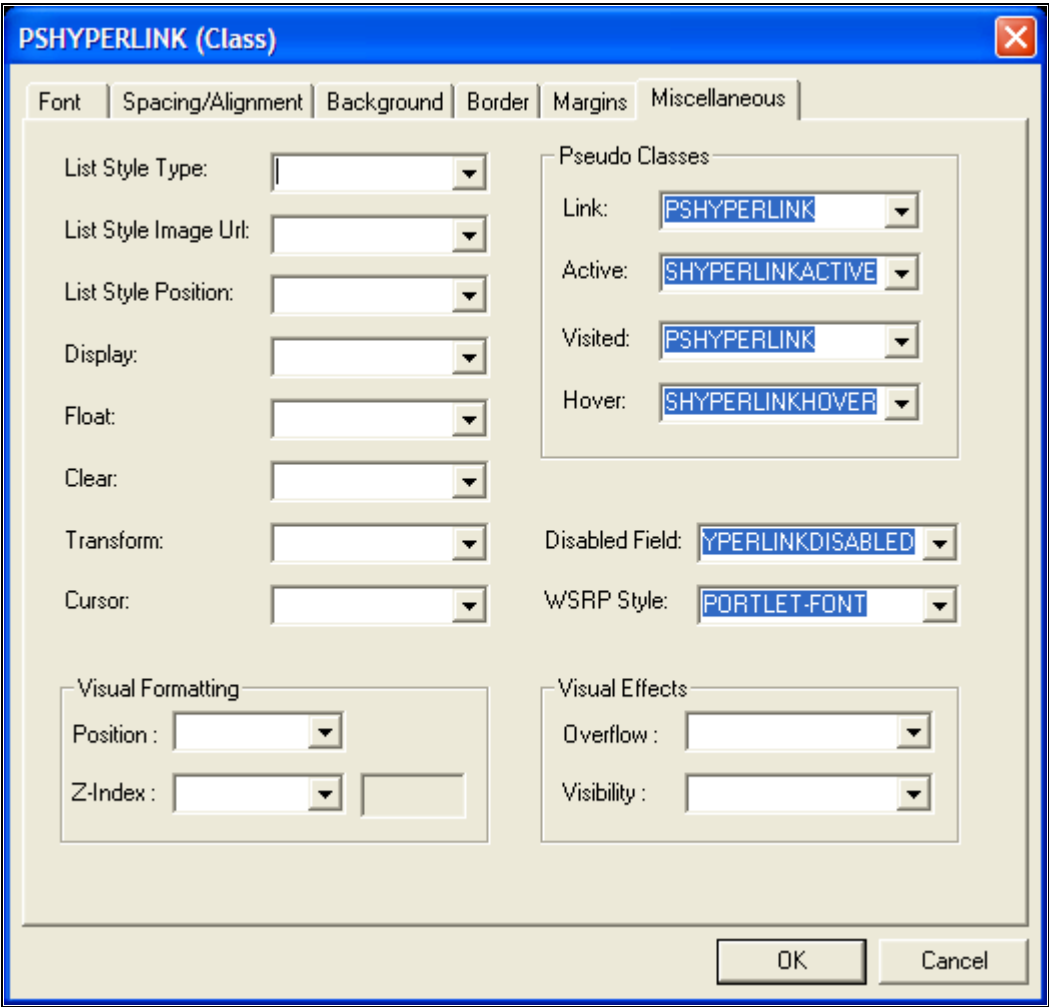 PSHYPERLINK (Class)
Font Spacing/Alignment Background Border Margins Miscellaneous
List Style Type:
List Style Image Url:
List Style Position:
Display:
Float:
Clear:
Transform:
Cursor:
Pseudo Classes
Link: PSHYPERLINK
Active: SHYPERLINKACTIVE
Visited: PSHYPERLINK
Hover: SHYPERLINKHOVER
Disabled Field: YPERLINKDISABLED
WSRP Style: PORTLET-FONT
Visual Formatting
Position :
Z-Index :
Visual Effects
Overflow :
Visibility :
OK Cancel